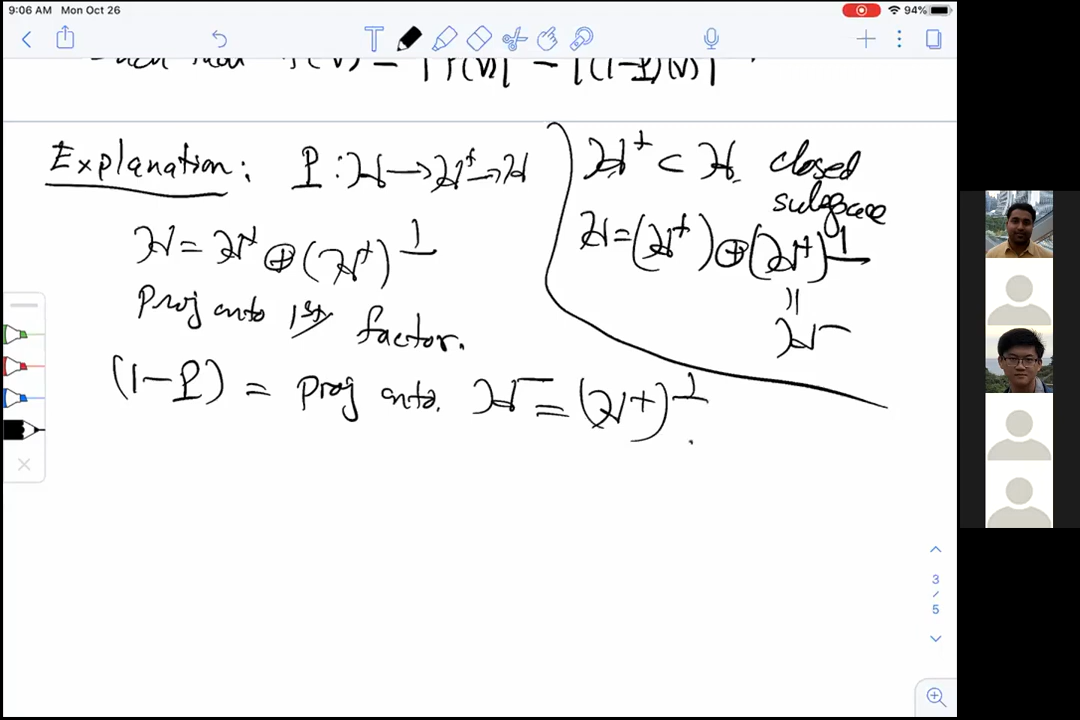 9:06 AM Mon Oct 26
94%
f(v) = |P(v)| - |(1-P)(v)|
Explanation: P : H → H⁺ → H
H = H⁺ ⊕ (H⁺)^⊥
Proj onto 1st factor.
(1-P) = Proj onto H⁻ = (H⁺)^⊥.
H⁺ ⊂ H closed
subspace
H = (H⁺) ⊕ (H⁺)^⊥
=
H⁻
3
/
5